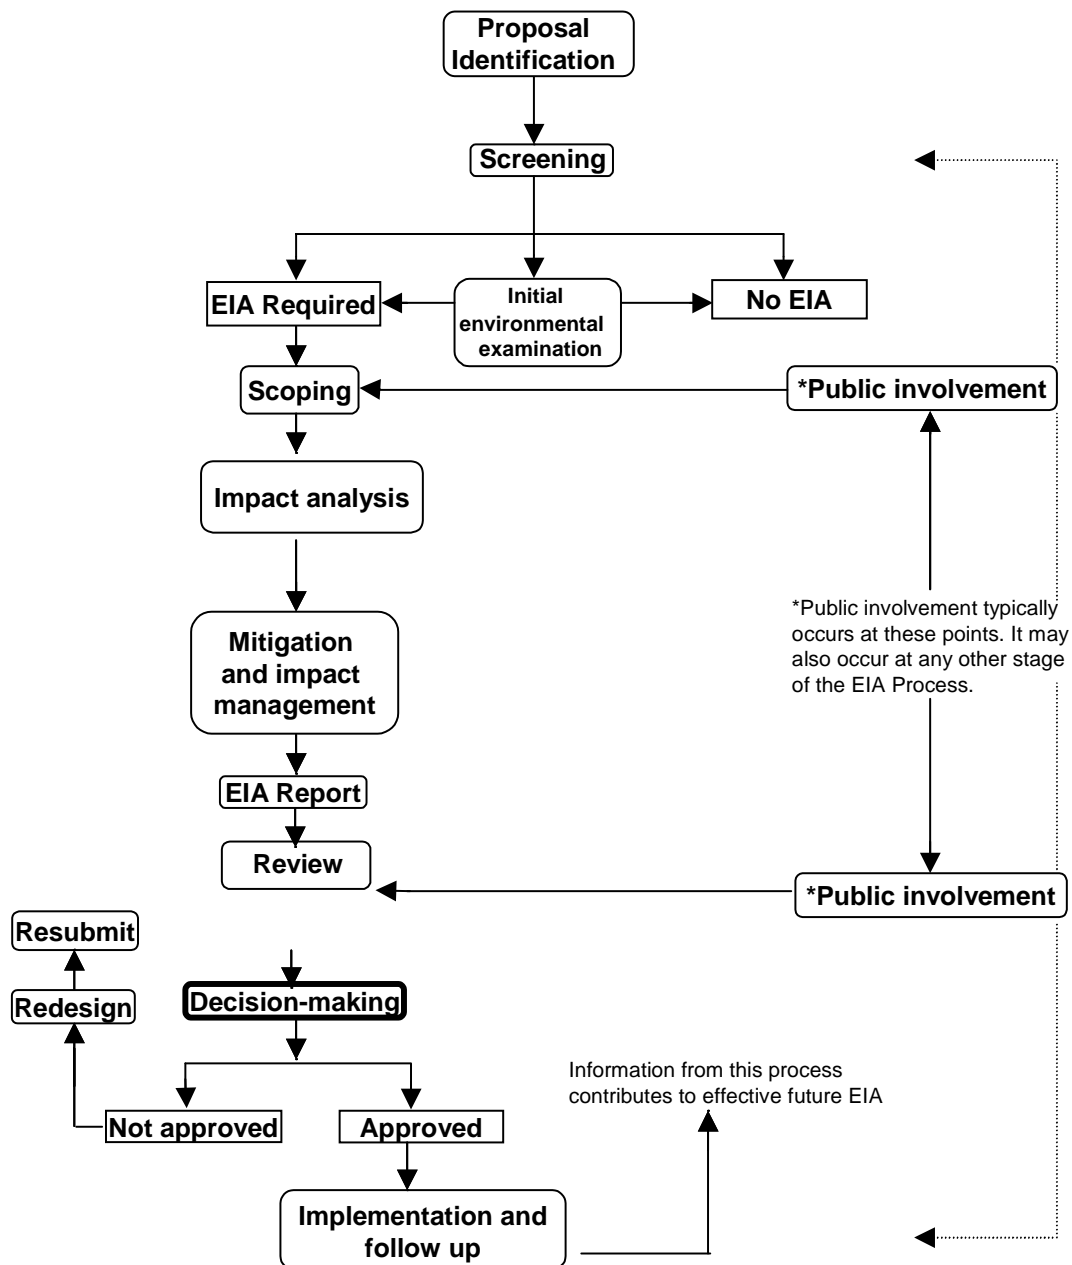 Proposal
Identification
Screening
EIA Required
Initial
environmental
examination
No EIA
Scoping
*Public involvement
Impact analysis
*Public involvement typically
occurs at these points. It may
also occur at any other stage
of the EIA Process.
Mitigation
and impact
management
EIA Report
Review
*Public involvement
Resubmit
Redesign
Decision-making
Information from this process
contributes to effective future EIA
Not approved
Approved
Implementation and
follow up